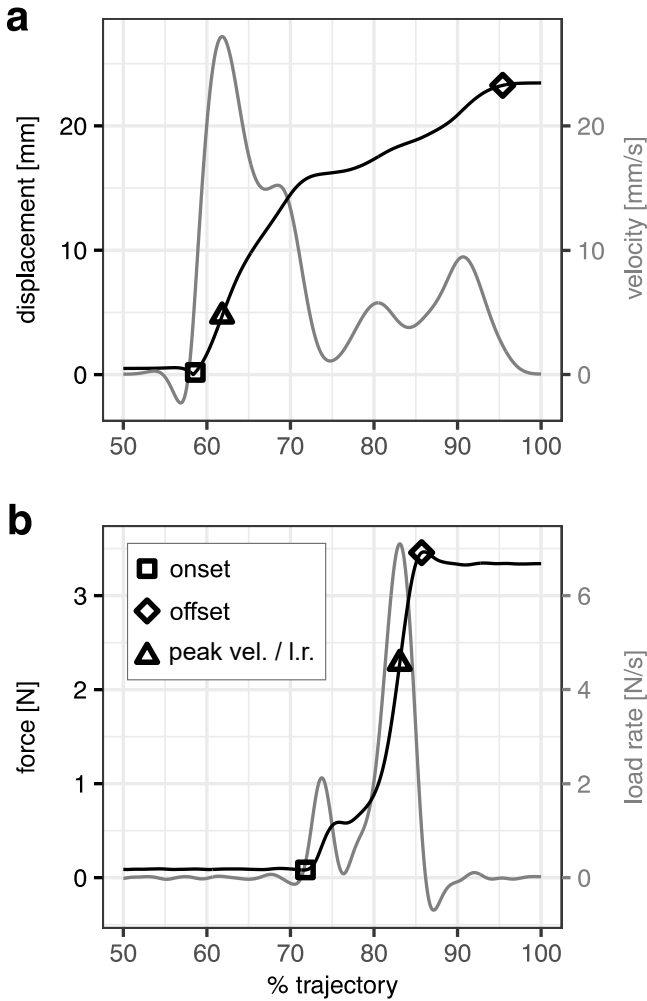 a
displacement [mm]
20
10
0
velocity [mm/s]
20
10
0
50 60 70 80 90 100
b
force [N]
3
2
1
0
onset
offset
peak vel. / l.r.
load rate [N/s]
6
4
2
0
50 60 70 80 90 100
% trajectory